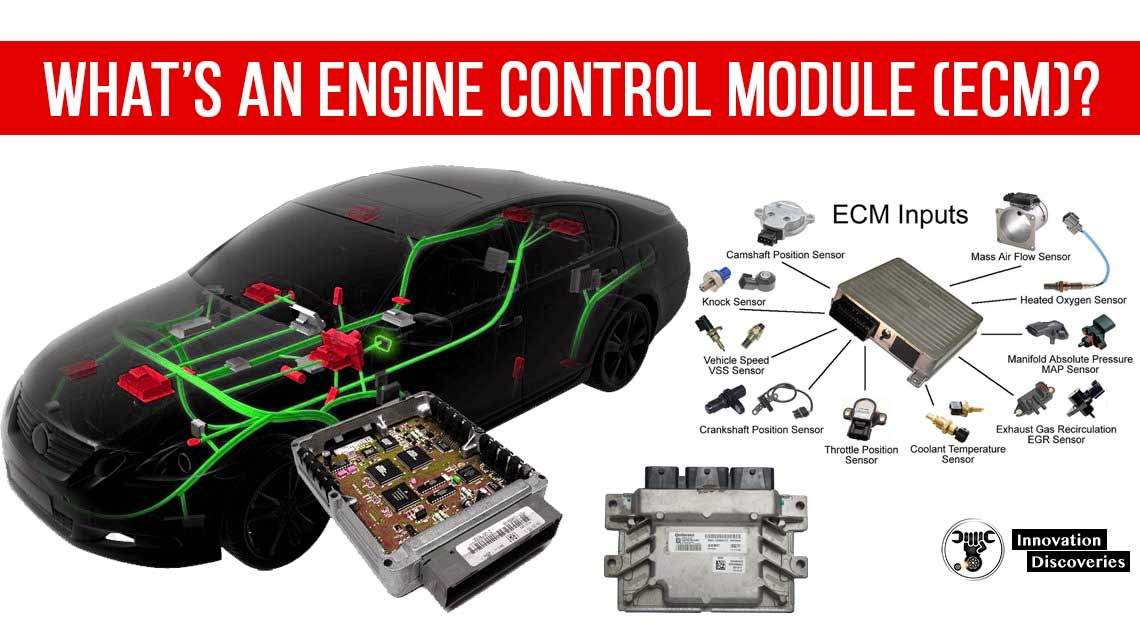 WHAT'S AN ENGINE CONTROL MODULE (ECM)?
ECM Inputs
Camshaft Position Sensor
Mass Air Flow Sensor
Knock Sensor
Heated Oxygen Sensor
Vehicle Speed
VSS Sensor
Manifold Absolute Pressure
MAP Sensor
Crankshaft Position Sensor
Throttle Position
Sensor
Coolant Temperature
Sensor
Exhaust Gas Recirculation
EGR Sensor
Continental
Innovation
Discoveries